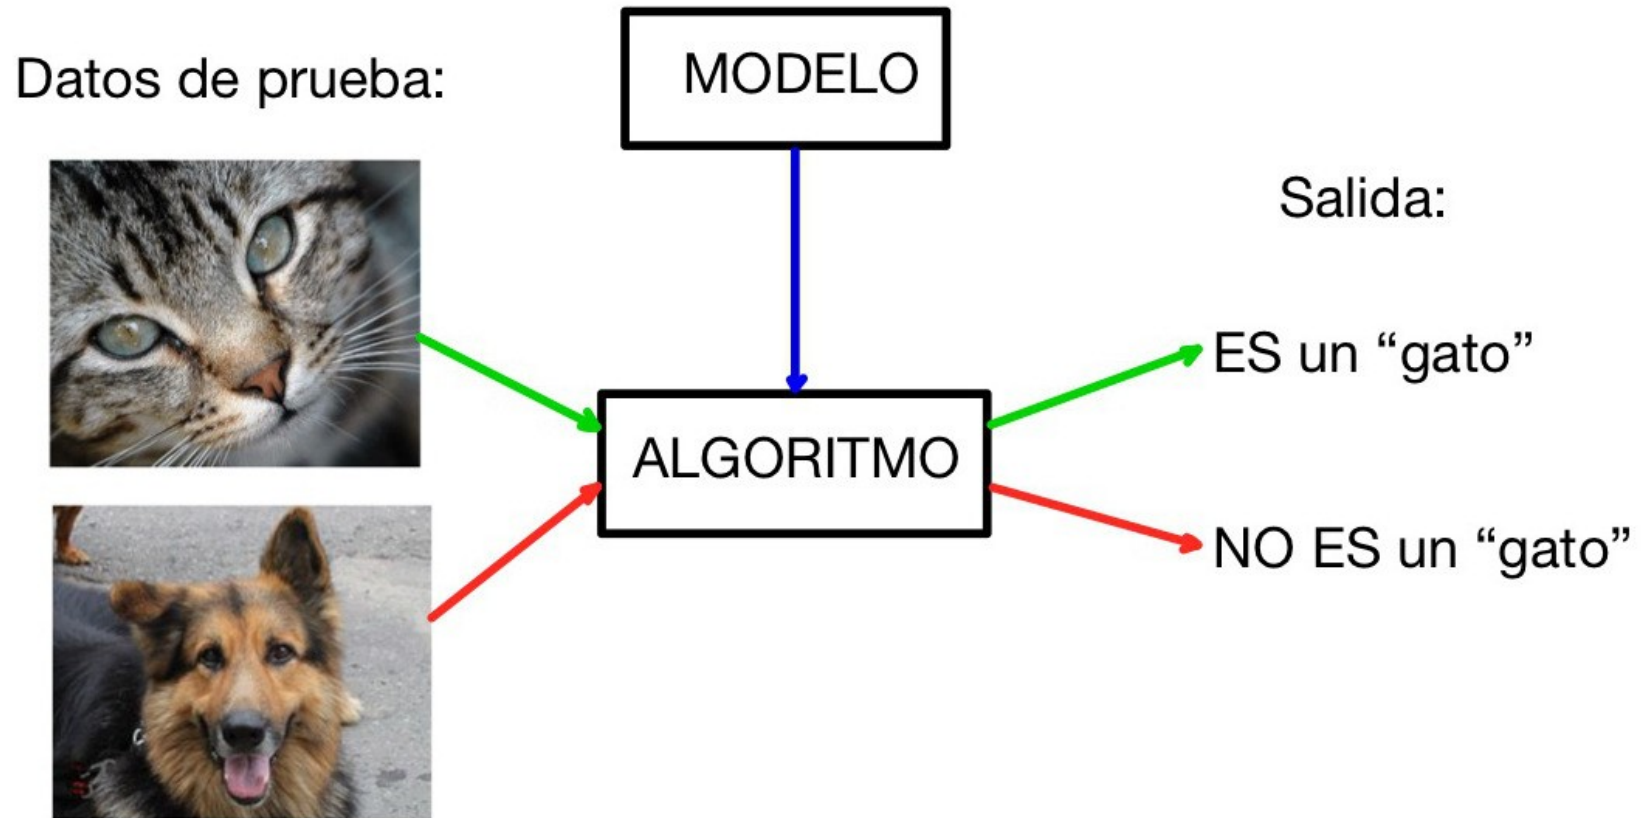 Datos de prueba:
MODELO
Salida:
ES un “gato”
ALGORITMO
NO ES un “gato”